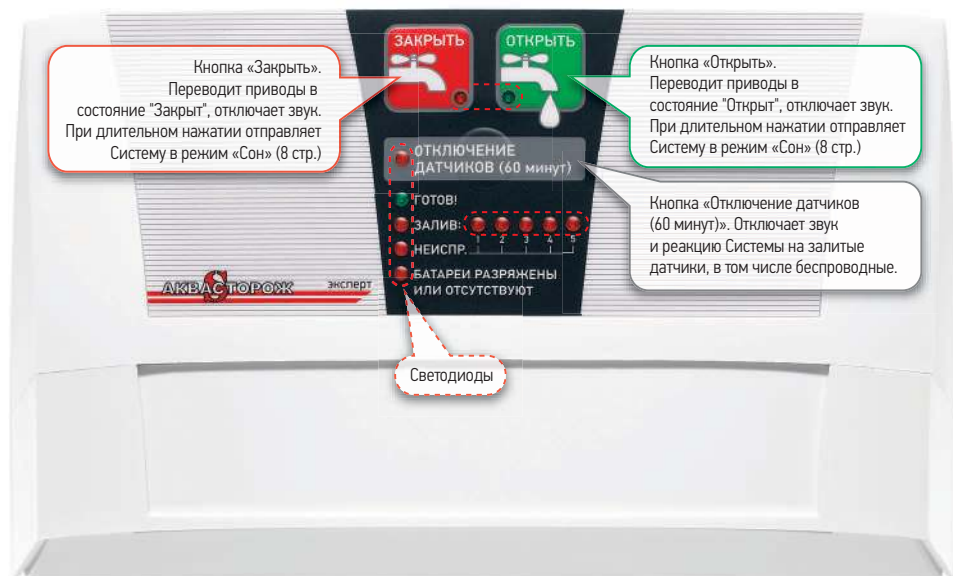 ЗАКРЫТЬ
ОТКРЫТЬ
Кнопка «Закрыть».
Переводит приводы в
состояние "Закрыт", отключает звук.
При длительном нажатии отправляет
Систему в режим «Сон» (8 стр.)
Кнопка «Открыть».
Переводит приводы в
состояние "Открыт", отключает звук.
При длительном нажатии отправляет
Систему в режим «Сон» (8 стр.)
ОТКЛЮЧЕНИЕ
ДАТЧИКОВ (60 минут)
Кнопка «Отключение датчиков
(60 минут)». Отключает звук
и реакцию Системы на залитые
датчики, в том числе беспроводные.
ГОТОВ!
ЗАЛИВ:
1 2 3 4 5
НЕИСПР.
БАТАРЕИ РАЗРЯЖЕНЫ
ИЛИ ОТСУТСТВУЮТ
АКВАСТОРОЖ эксперт
Светодиоды